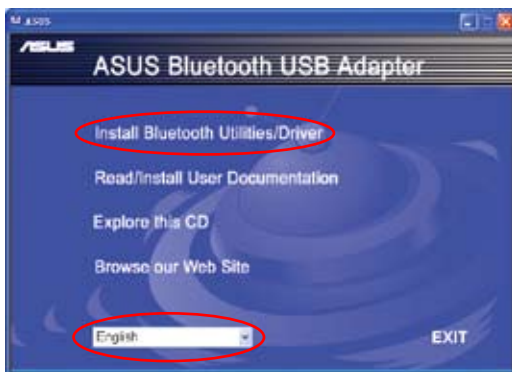 ASUS
ASUS
ASUS Bluetooth USB Adapter
Install Bluetooth Utilities/Driver
Read/Install User Documentation
Explore this CD
Browse our Web Site
English
EXIT